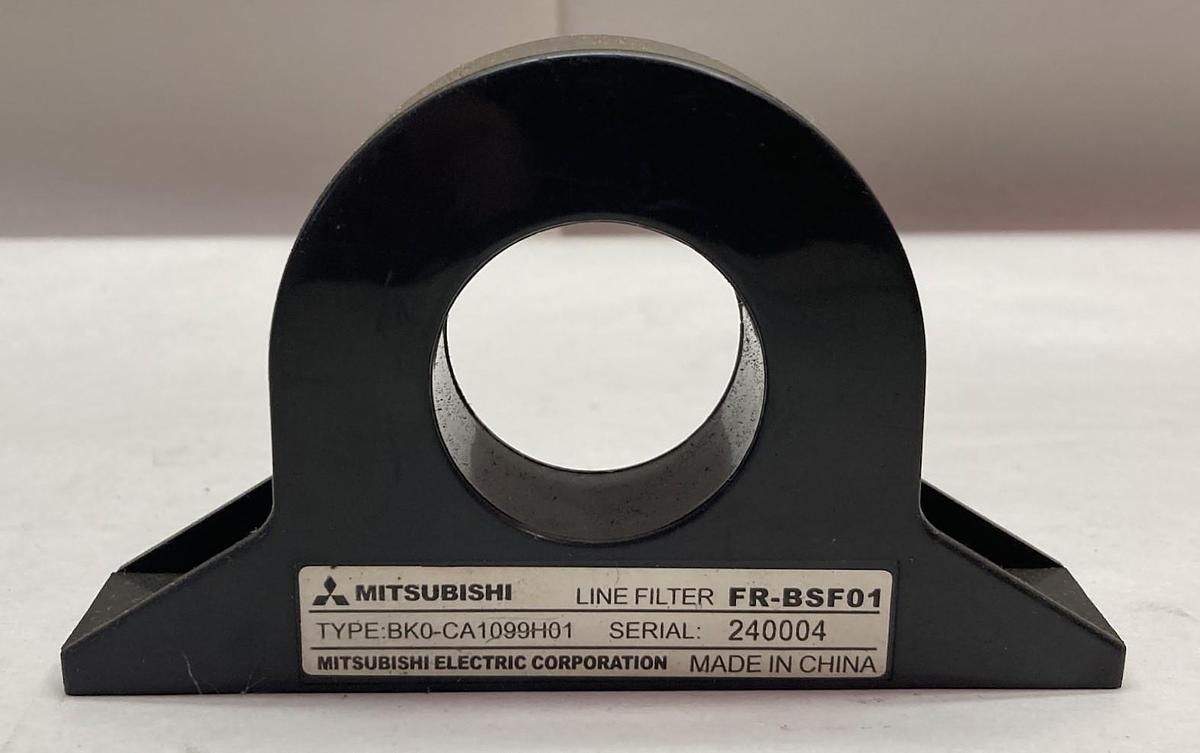 MITSUBISHI LINE FILTER FR-BSF01
TYPE:BK0-CA1099H01 SERIAL: 240004
MITSUBISHI ELECTRIC CORPORATION MADE IN CHINA